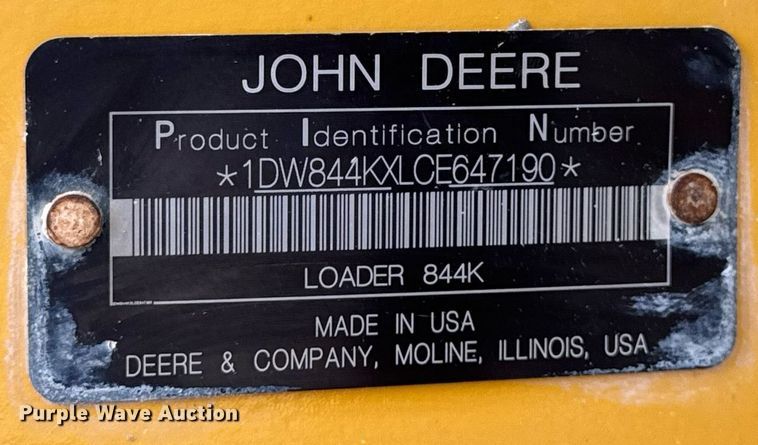 JOHN DEERE
Product Identification Number
*1DW844KXLCE647190*
LOADER 844K
MADE IN USA
DEERE & COMPANY, MOLINE, ILLINOIS, USA
Purple Wave Auction